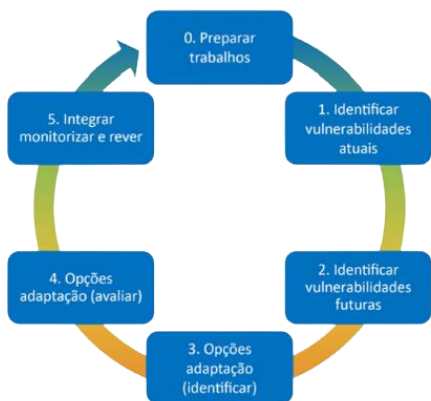 0. Preparar
trabalhos
1. Identificar
vulnerabilidades
atuais
2. Identificar
vulnerabilidades
futuras
3. Opções
adaptação
(identificar)
4. Opções
adaptação (avaliar)
5. Integrar
monitorizar e rever